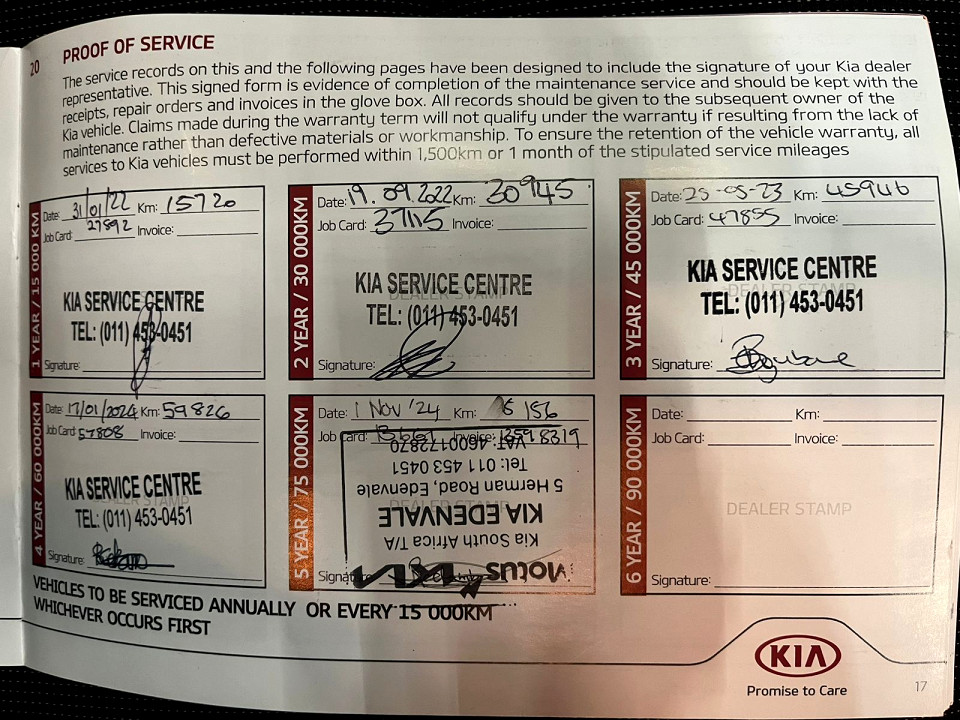 20
PROOF OF SERVICE
The service records on this and the following pages have been designed to include the signature of your Kia dealer
representative. This signed form is evidence of completion of the maintenance service and should be kept with the
receipts, repair orders and invoices in the glove box. All records should be given to the subsequent owner of the
Kia vehicle. Claims made during the warranty term will not qualify under the warranty if resulting from the lack of
maintenance rather than defective materials or workmanship. To ensure the retention of the vehicle warranty, all
services to Kia vehicles must be performed within 1,500km or 1 month of the stipulated service mileages
1 YEAR / 15 000 KM
Date: 31/01/22 Km: 15720
Job Card: 27892 Invoice:
KIA SERVICE CENTRE
TEL: (011) 453-0451
2 YEAR / 30 000KM
Date: 19.09.2022 Km: 30945
Job Card: 37115 Invoice:
DEALER STAMP
KIA SERVICE CENTRE
TEL: (011) 453-0451
Signature:
3 YEAR / 45 000KM
Date: 25-05-23 Km: 45946
Job Card: 47855 Invoice:
DEALER STAMP
KIA SERVICE CENTRE
TEL: (011) 453-0451
Signature:
4 YEAR / 60 000KM
Date: 17/01/2024 Km: 59826
Job Card: 57808 Invoice:
DEALER STAMP
KIA SERVICE CENTRE
TEL: (011) 453-0451
Signature:
5 YEAR / 75 000KM
Date: 1 Nov '24 Km: 75 156
Job Card: Invoice:
DEALER STAMP
motus KIA
Kia South Africa T/A
KIA EDENVALE
5 Herman Road, Edenvale
Tel: 011 453 0451
VAT: 4600172870
Signature:
6 YEAR / 90 000KM
Date: Km:
Job Card: Invoice:
DEALER STAMP
Signature:
VEHICLES TO BE SERVICED ANNUALLY OR EVERY 15 000KM
WHICHEVER OCCURS FIRST
KIA
Promise to Care
17